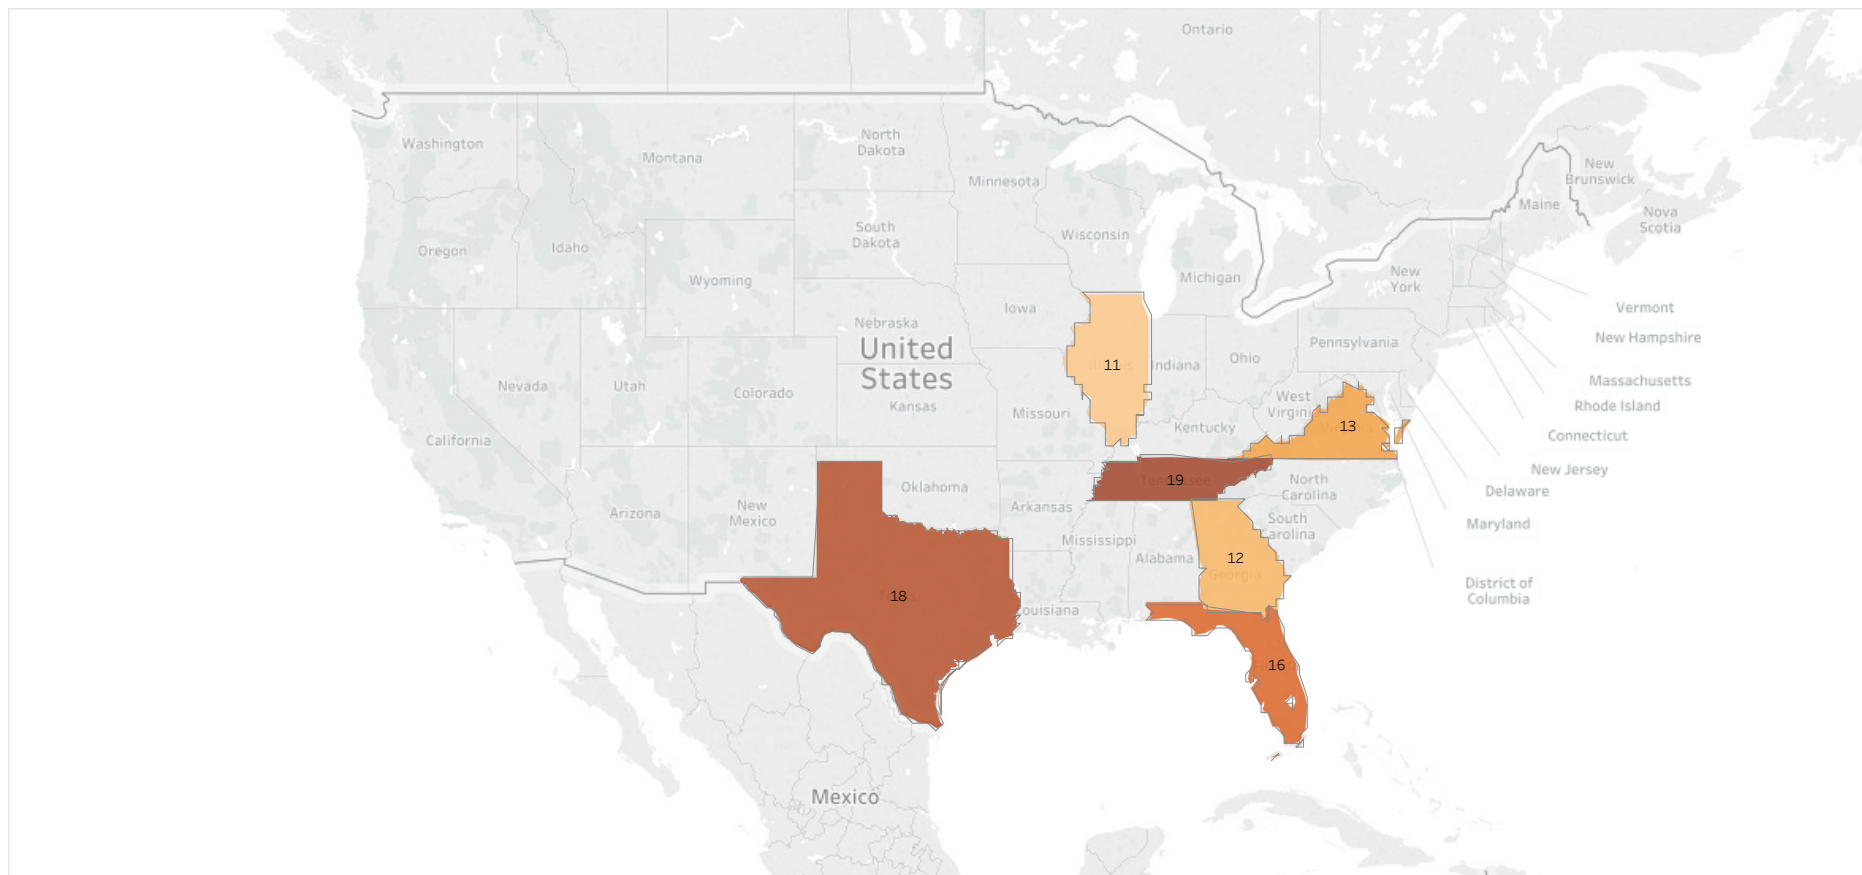 Ontario
Washington
Montana
North
Dakota
Minnesota
New
Brunswick
Maine
Nova
Scotia
Oregon
Idaho
South
Dakota
Wisconsin
Michigan
New
York
Wyoming
Iowa
Nebraska
Vermont
New Hampshire
United
States
Pennsylvania
Ohio
Indiana
11
Nevada
Utah
Colorado
Kansas
Massachusetts
Rhode Island
Missouri
West
Virginia
13
Kentucky
Connecticut
California
New Jersey
19
Tennessee
Oklahoma
North
Carolina
Delaware
Arizona
New
Mexico
Arkansas
South
Carolina
Maryland
Mississippi
Alabama
12
Georgia
District of
Columbia
18
Louisiana
16
Mexico